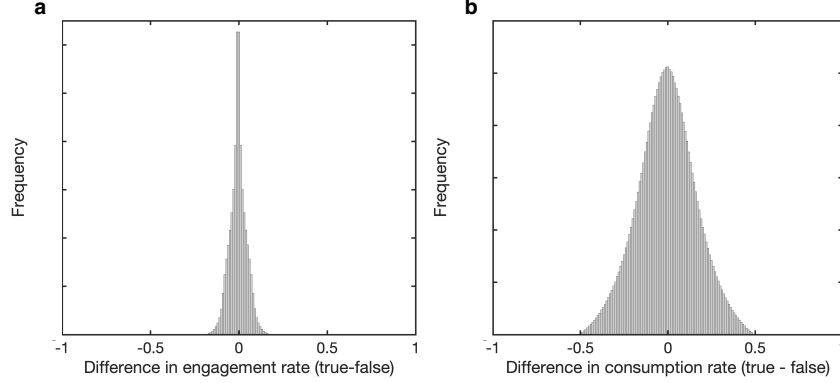 a
Frequency
-1 -0.5 0 0.5 1
Difference in engagement rate (true-false)
b
Frequency
-1 -0.5 0 0.5 1
Difference in consumption rate (true - false)